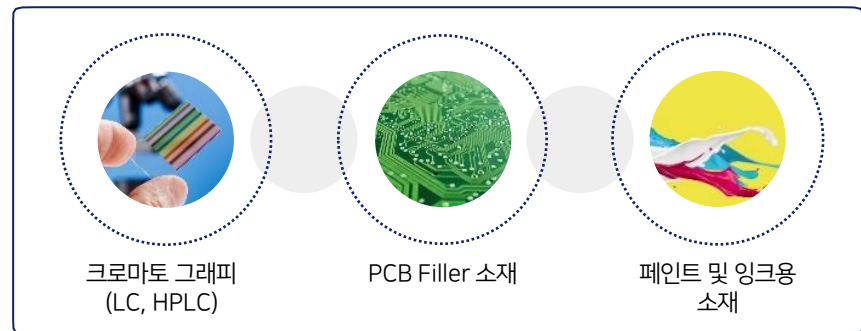 크로마토 그래피
(LC, HPLC)
PCB Filler 소재
페인트 및 잉크용
소재